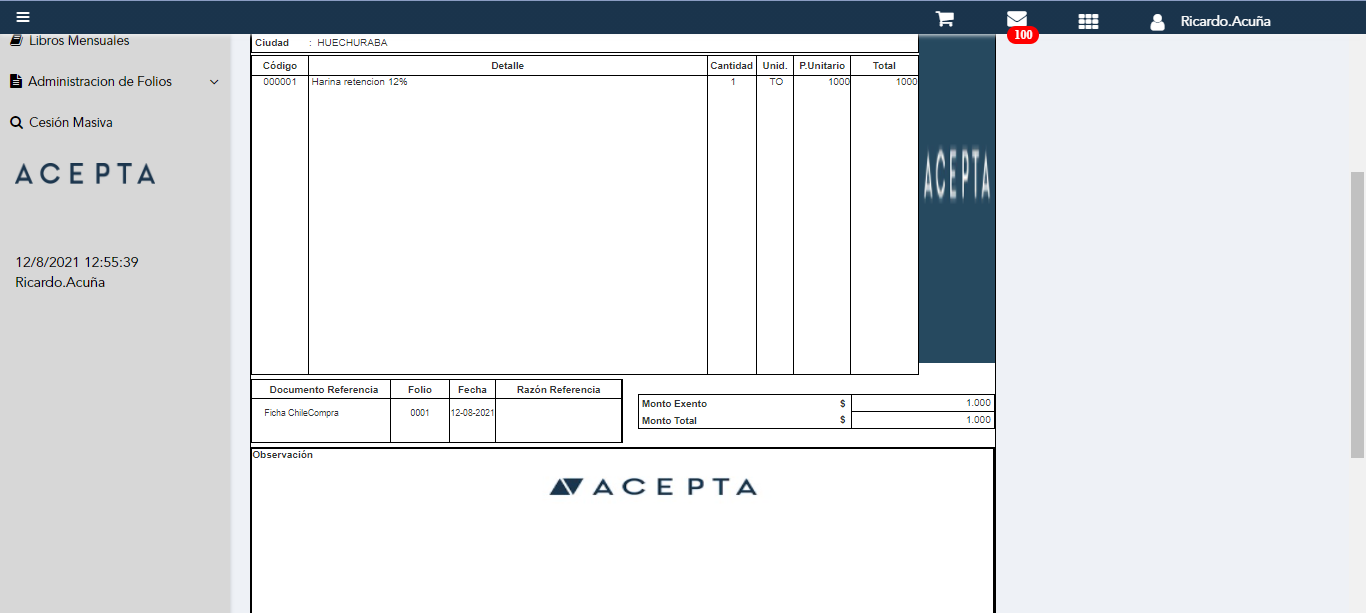 Ricardo.Acuña
100
Libros Mensuales
Administracion de Folios
Cesión Masiva
ACEPTA
12/8/2021 12:55:39
Ricardo.Acuña
Ciudad : HUECHURABA
Código Detalle Cantidad Unid. P.Unitario Total
000001 Harina retencion 12% 1 TO 1000 1000
ACEPTA
Documento Referencia Folio Fecha Razón Referencia
Ficha ChileCompra 0001 12-08-2021
Monto Exento $ 1.000
Monto Total $ 1.000
Observación
ACEPTA